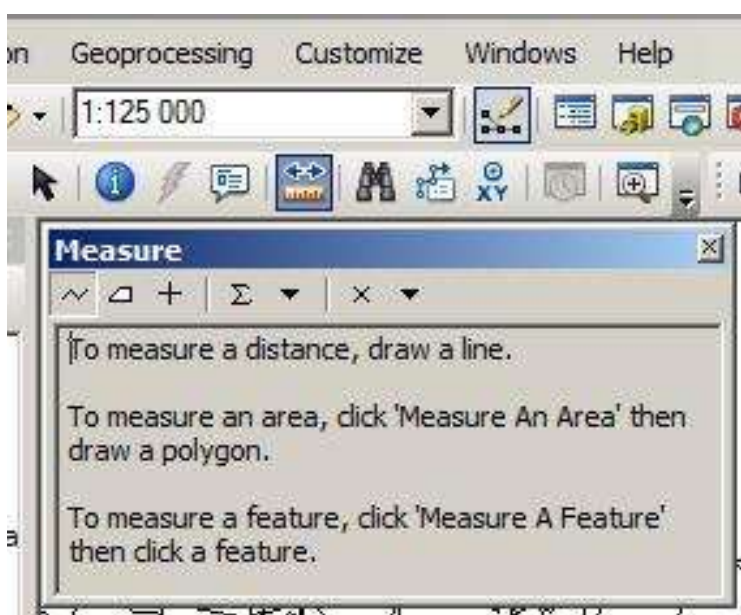 Geoprocessing Customize Windows Help
1:125 000
XY
Measure
To measure a distance, draw a line.
To measure an area, click 'Measure An Area' then
draw a polygon.
To measure a feature, click 'Measure A Feature'
then click a feature.